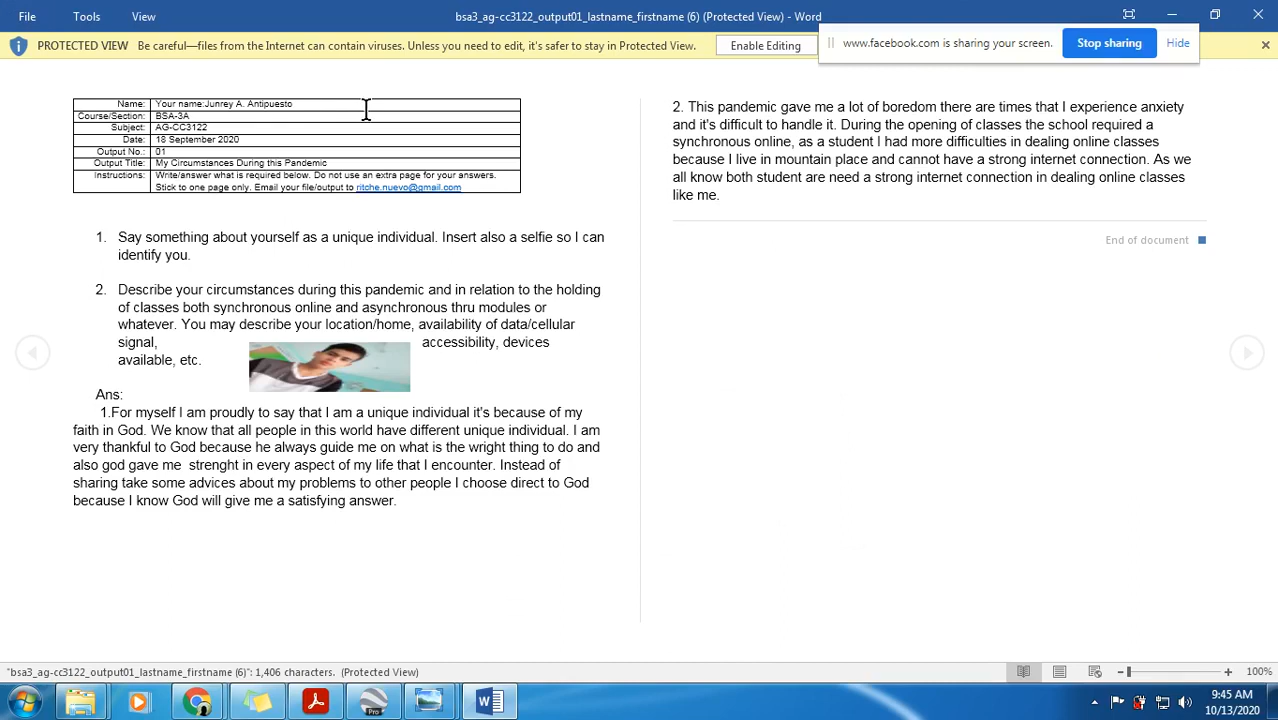 File Tools View bsa3_ag-cc3122_output01_lastname_firstname (6) (Protected View) - Word
PROTECTED VIEW Be careful—files from the Internet can contain viruses. Unless you need to edit, it's safer to stay in Protected View. Enable Editing
www.facebook.com is sharing your screen. Stop sharing Hide
Name: Your name:Junrey A. Antipuesto
Course/Section: BSA-3A
Subject: AG-CC3122
Date: 18 September 2020
Output No.: 01
Output Title: My Circumstances During this Pandemic
Instructions: Write/answer what is required below. Do not use an extra page for your answers.
Stick to one page only. Email your file/output to ritche.nuevo@gmail.com
1. Say something about yourself as a unique individual. Insert also a selfie so I can
identify you.
2. Describe your circumstances during this pandemic and in relation to the holding
of classes both synchronous online and asynchronous thru modules or
whatever. You may describe your location/home, availability of data/cellular
signal, accessibility, devices
available, etc.
Ans:
1.For myself I am proudly to say that I am a unique individual it's because of my
faith in God. We know that all people in this world have different unique individual. I am
very thankful to God because he always guide me on what is the wright thing to do and
also god gave me strenght in every aspect of my life that I encounter. Instead of
sharing take some advices about my problems to other people I choose direct to God
because I know God will give me a satisfying answer.
2. This pandemic gave me a lot of boredom there are times that I experience anxiety
and it's difficult to handle it. During the opening of classes the school required a
synchronous online, as a student I had more difficulties in dealing online classes
because I live in mountain place and cannot have a strong internet connection. As we
all know both student are need a strong internet connection in dealing online classes
like me.
End of document
"bsa3_ag-cc3122_output01_lastname_firstname (6)": 1,406 characters. (Protected View) 100%
Pro
9:45 AM
10/13/2020